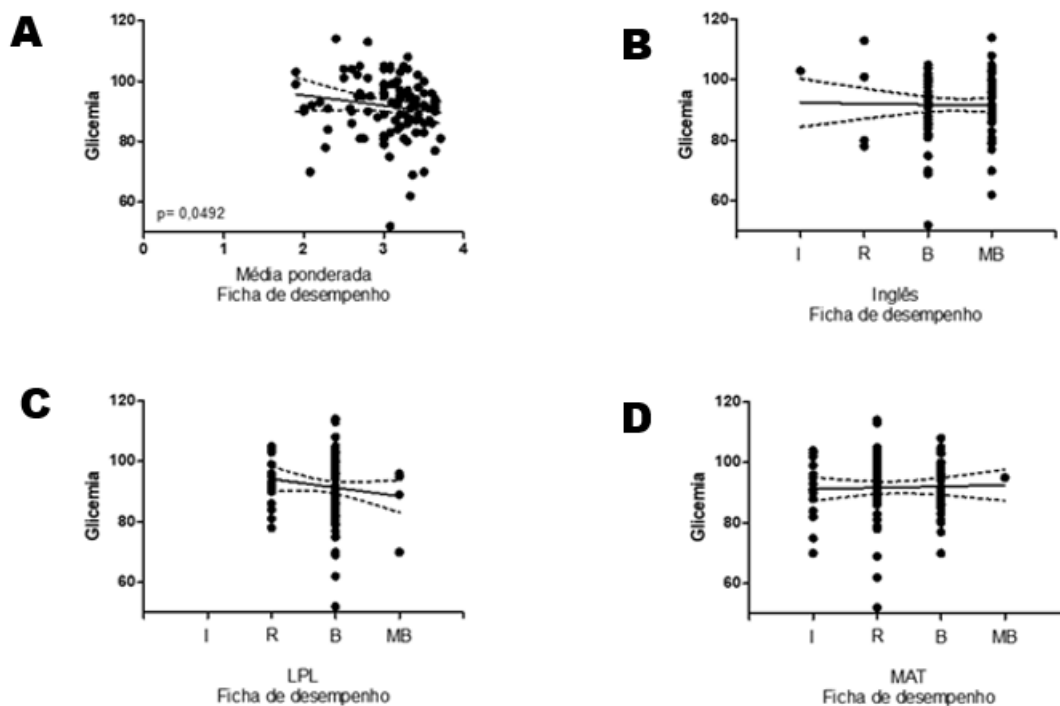 A
120
100
80
60
Glicemia
p= 0,0492
0 1 2 3 4
Média ponderada
Ficha de desempenho
B
120
100
80
60
Glicemia
I R B MB
Inglês
Ficha de desempenho
C
120
100
80
60
Glicemia
I R B MB
LPL
Ficha de desempenho
D
120
100
80
60
Glicemia
I R B MB
MAT
Ficha de desempenho